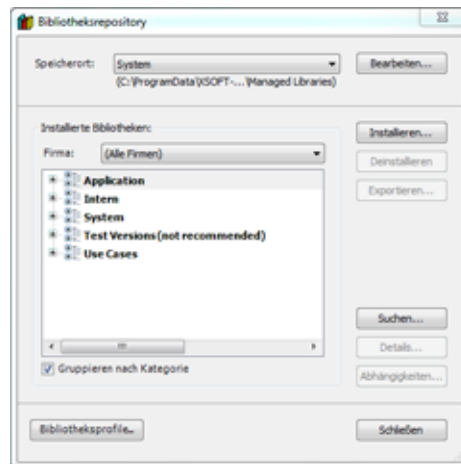 Bibliotheksrepository
Speicherort: System Bearbeiten...
(C:\ProgramData\XSOFT-...\Managed Libraries)
Installierte Bibliotheken: Installieren...
Firma: (Alle Firmen) Deinstallieren
Exportieren...
Application
Intern
System
Test Versions(not recommended)
Use Cases
Suchen...
Details...
Gruppieren nach Kategorie Abhängigkeiten...
Bibliotheksprofile... Schließen